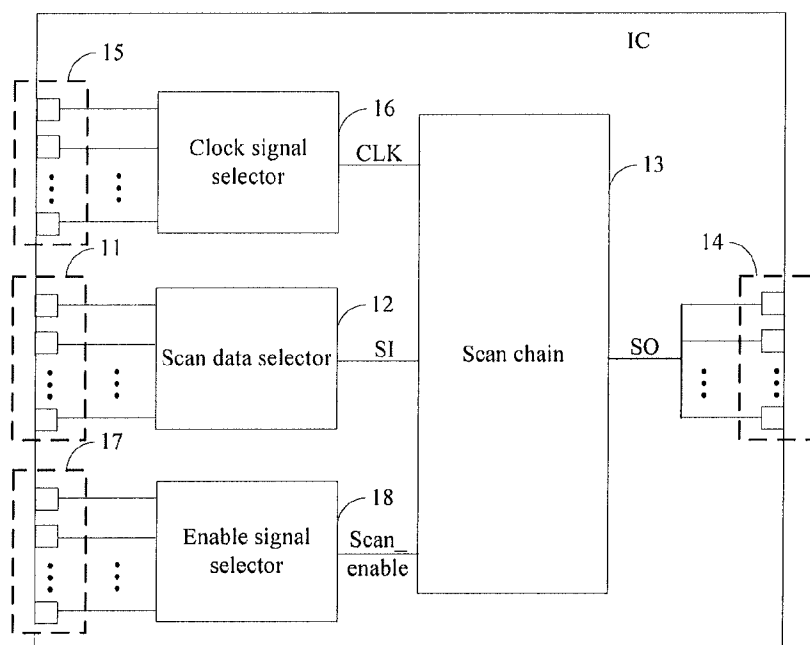 IC
15
Clock signal
selector
16
CLK
13
11
14
Scan data selector
12
SI
Scan chain
SO
17
Enable signal
selector
18
Scan_
enable